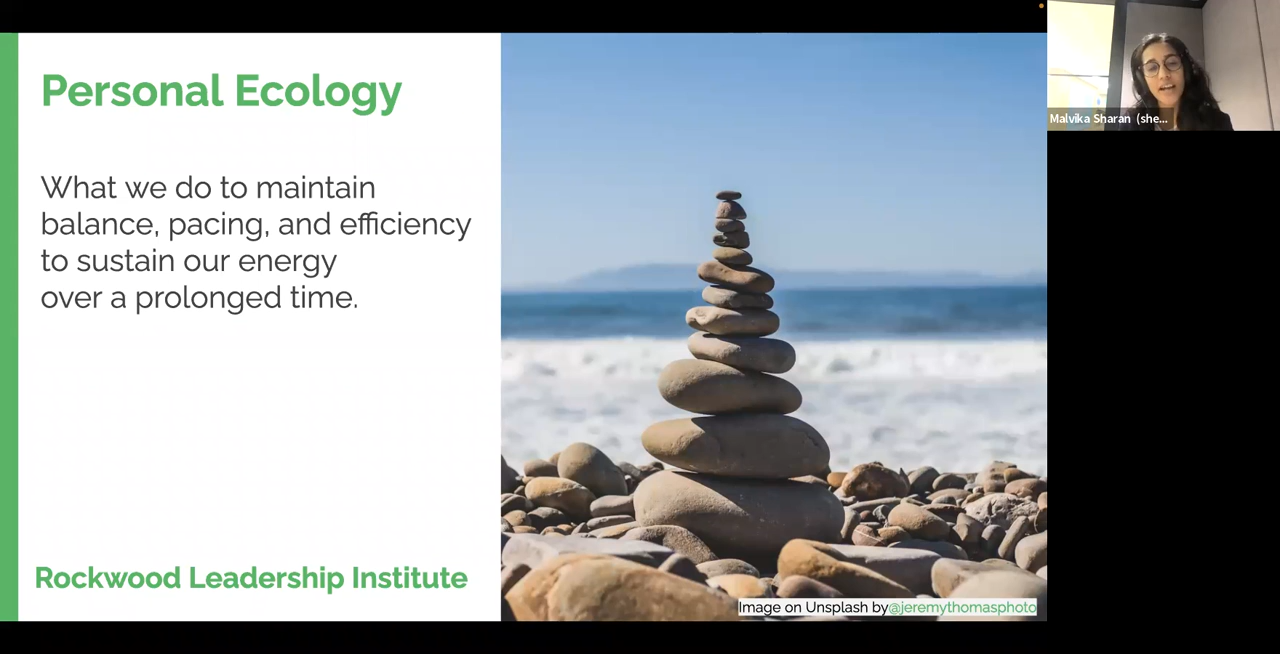 Personal Ecology
What we do to maintain
balance, pacing, and efficiency
to sustain our energy
over a prolonged time.
Rockwood Leadership Institute
Image on Unsplash by@jeremythomasphoto
Malvika Sharan (she...